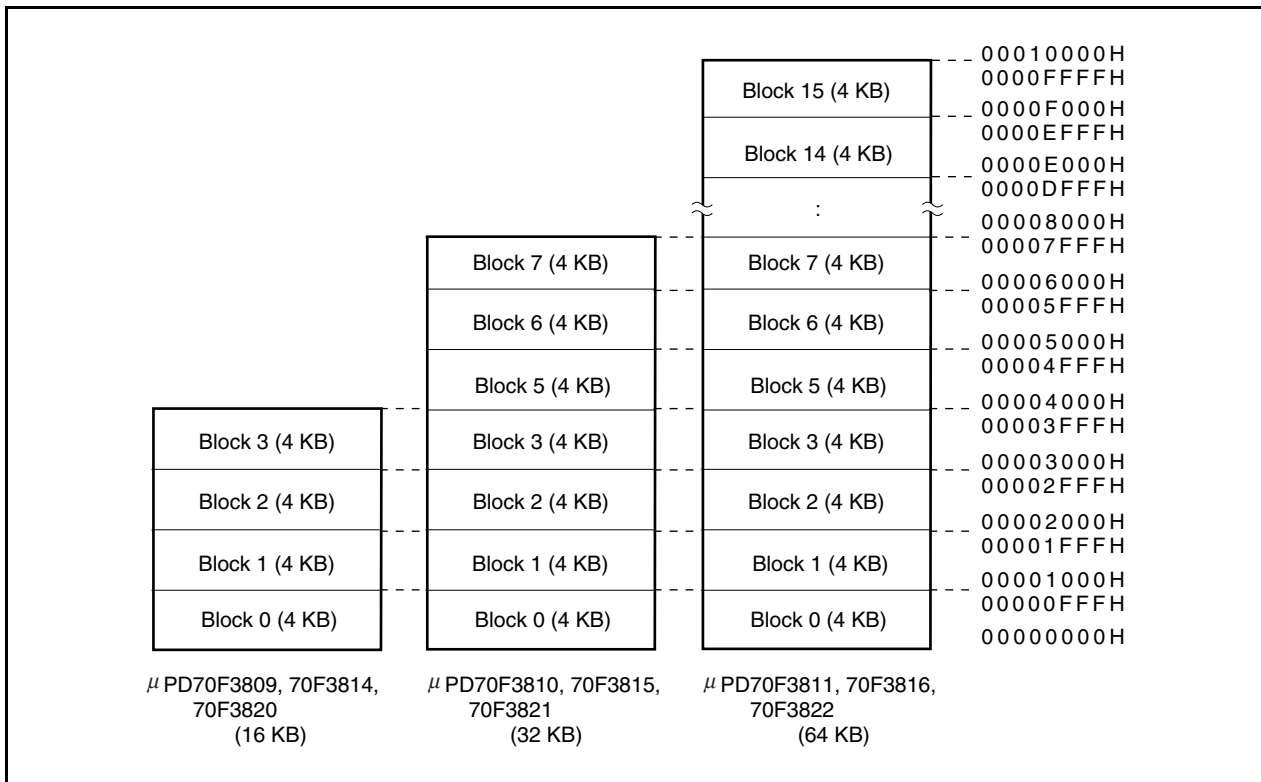 Block 3 (4 KB)
Block 2 (4 KB)
Block 1 (4 KB)
Block 0 (4 KB)
μ PD70F3809, 70F3814,
70F3820
(16 KB)
Block 7 (4 KB)
Block 6 (4 KB)
Block 5 (4 KB)
Block 3 (4 KB)
Block 2 (4 KB)
Block 1 (4 KB)
Block 0 (4 KB)
μ PD70F3810, 70F3815,
70F3821
(32 KB)
Block 15 (4 KB)
Block 14 (4 KB)
:
Block 7 (4 KB)
Block 6 (4 KB)
Block 5 (4 KB)
Block 3 (4 KB)
Block 2 (4 KB)
Block 1 (4 KB)
Block 0 (4 KB)
μ PD70F3811, 70F3816,
70F3822
(64 KB)
00010000H
0000FFFFH
0000F000H
0000EFFFH
0000E000H
0000DFFFH
00008000H
00007FFFH
00006000H
00005FFFH
00005000H
00004FFFH
00004000H
00003FFFH
00003000H
00002FFFH
00002000H
00001FFFH
00001000H
00000FFFH
00000000H